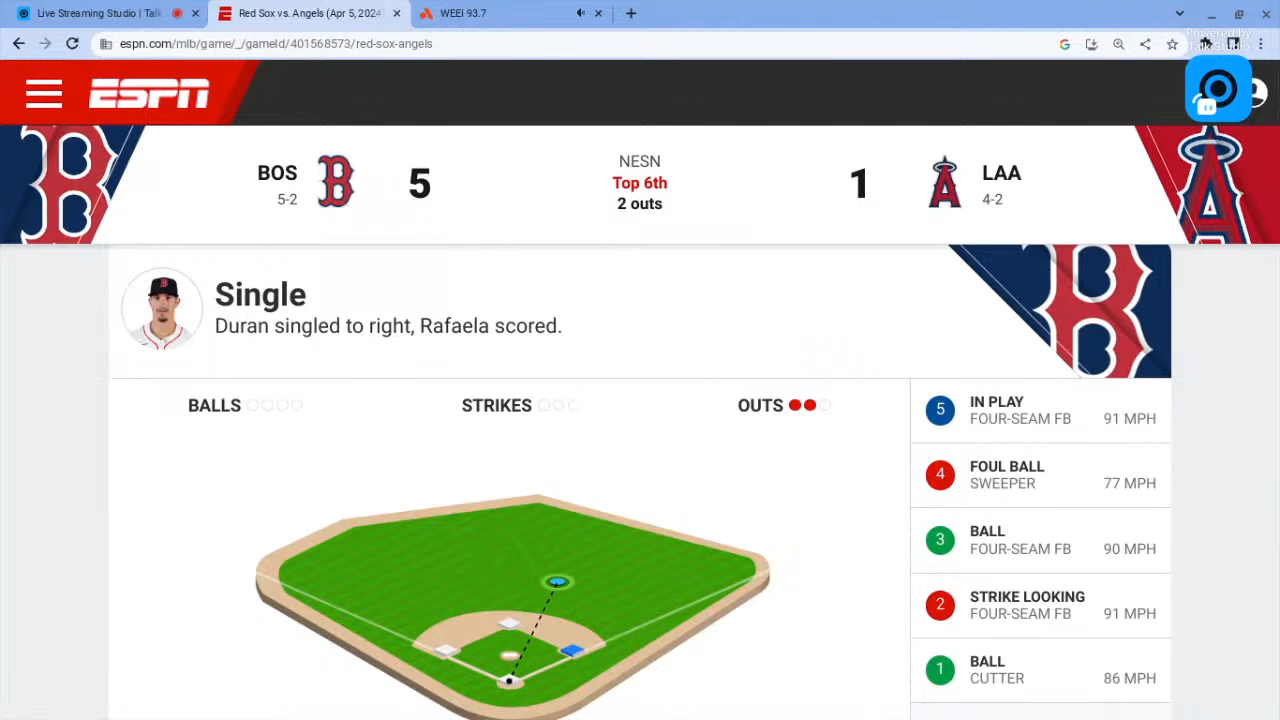 Live Streaming Studio | Talk
Red Sox vs. Angels (Apr 5, 2024
WEEI 93.7
espn.com/mlb/game/_/gameId/401568573/red-sox-angels
Powered by
Talk Studio
ESPN
BOS
5-2
5
NESN
Top 6th
2 outs
1
LAA
4-2
Single
Duran singled to right, Rafaela scored.
BALLS
STRIKES
OUTS
5 IN PLAY
FOUR-SEAM FB 91 MPH
4 FOUL BALL
SWEEPER 77 MPH
3 BALL
FOUR-SEAM FB 90 MPH
2 STRIKE LOOKING
FOUR-SEAM FB 91 MPH
1 BALL
CUTTER 86 MPH